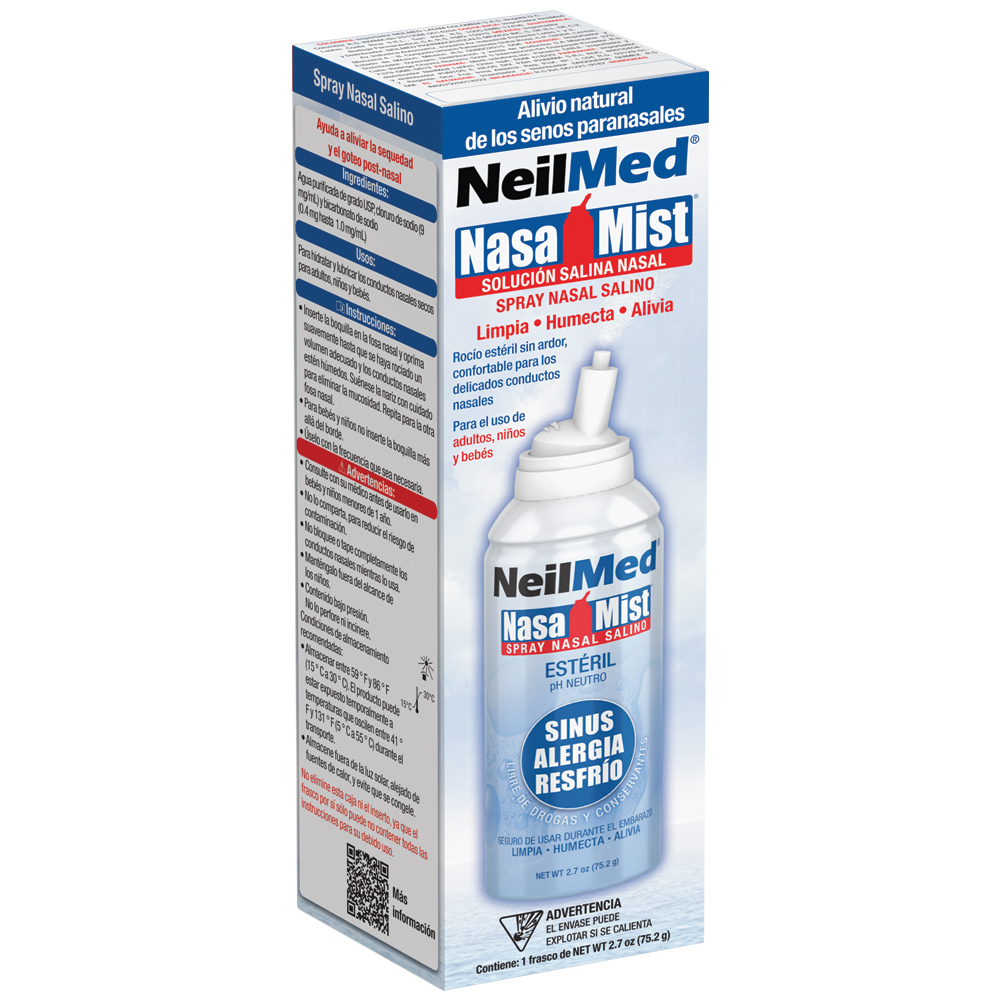 Alivio natural
de los senos paranasales
NeilMed®
Nasa Mist®
SOLUCIÓN SALINA NASAL
SPRAY NASAL SALINO
Limpia • Humecta • Alivia
Rocío estéril sin ardor,
confortable para los
delicados conductos
nasales
Para el uso de
adultos, niños
y bebés
NeilMed®
Nasa Mist
SPRAY NASAL SALINO
ESTÉRIL
pH NEUTRO
SINUS
ALERGIA
RESFRÍO
LIBRE DE DROGAS Y CONSERVANTES
SEGURO DE USAR DURANTE EL EMBARAZO
LIMPIA • HUMECTA • ALIVIA
NET WT 2.7 oz (75.2 g)
ADVERTENCIA
EL ENVASE PUEDE
EXPLOTAR SI SE CALIENTA
Contiene: 1 frasco de NET WT 2.7 oz (75.2 g)
Spray Nasal Salino
Ayuda a aliviar la sequedad
y el goteo post-nasal
Ingredientes:
Agua purificada de grado USP, cloruro de sodio (9
mg/mL) y bicarbonato de sodio
(0.4 mg hasta 1.0 mg/mL)
Usos:
Para hidratar y lubricar los conductos nasales secos
para adultos, niños y bebés.
Instrucciones:
• Inserte la boquilla en la fosa nasal y oprima
suavemente hasta que se haya rociado un
volumen adecuado y los conductos nasales
estén húmedos. Suénese la nariz con cuidado
para eliminar la mucosidad. Repita para la otra
fosa nasal.
• Para bebés y niños no inserte la boquilla más
allá del borde.
• Úselo con la frecuencia que sea necesaria.
Advertencias:
• Consulte con su médico antes de usarlo en
bebés y niños menores de 1 año.
• No lo comparta, para reducir el riesgo de
contaminación.
• No bloquee o tape completamente los
conductos nasales mientras lo usa.
• Manténgalo fuera del alcance de
los niños.
• Contenido bajo presión.
No lo perfore ni incinere.
Condiciones de almacenamiento
recomendadas:
• Almacenar entre 59 ° F y 86 ° F
(15 ° C a 30 ° C). El producto puede
estar expuesto temporalmente a
temperaturas que oscilen entre 41 °
F y 131 ° F (5 ° C a 55 ° C) durante el
transporte.
• Almacene fuera de la luz solar, alejado de
fuentes de calor, y evite que se congele.
15°C
30°C
No elimine esta caja ni el inserto, ya que el
frasco por sí sólo puede no contener todas las
instrucciones para su debido uso.
Más
información